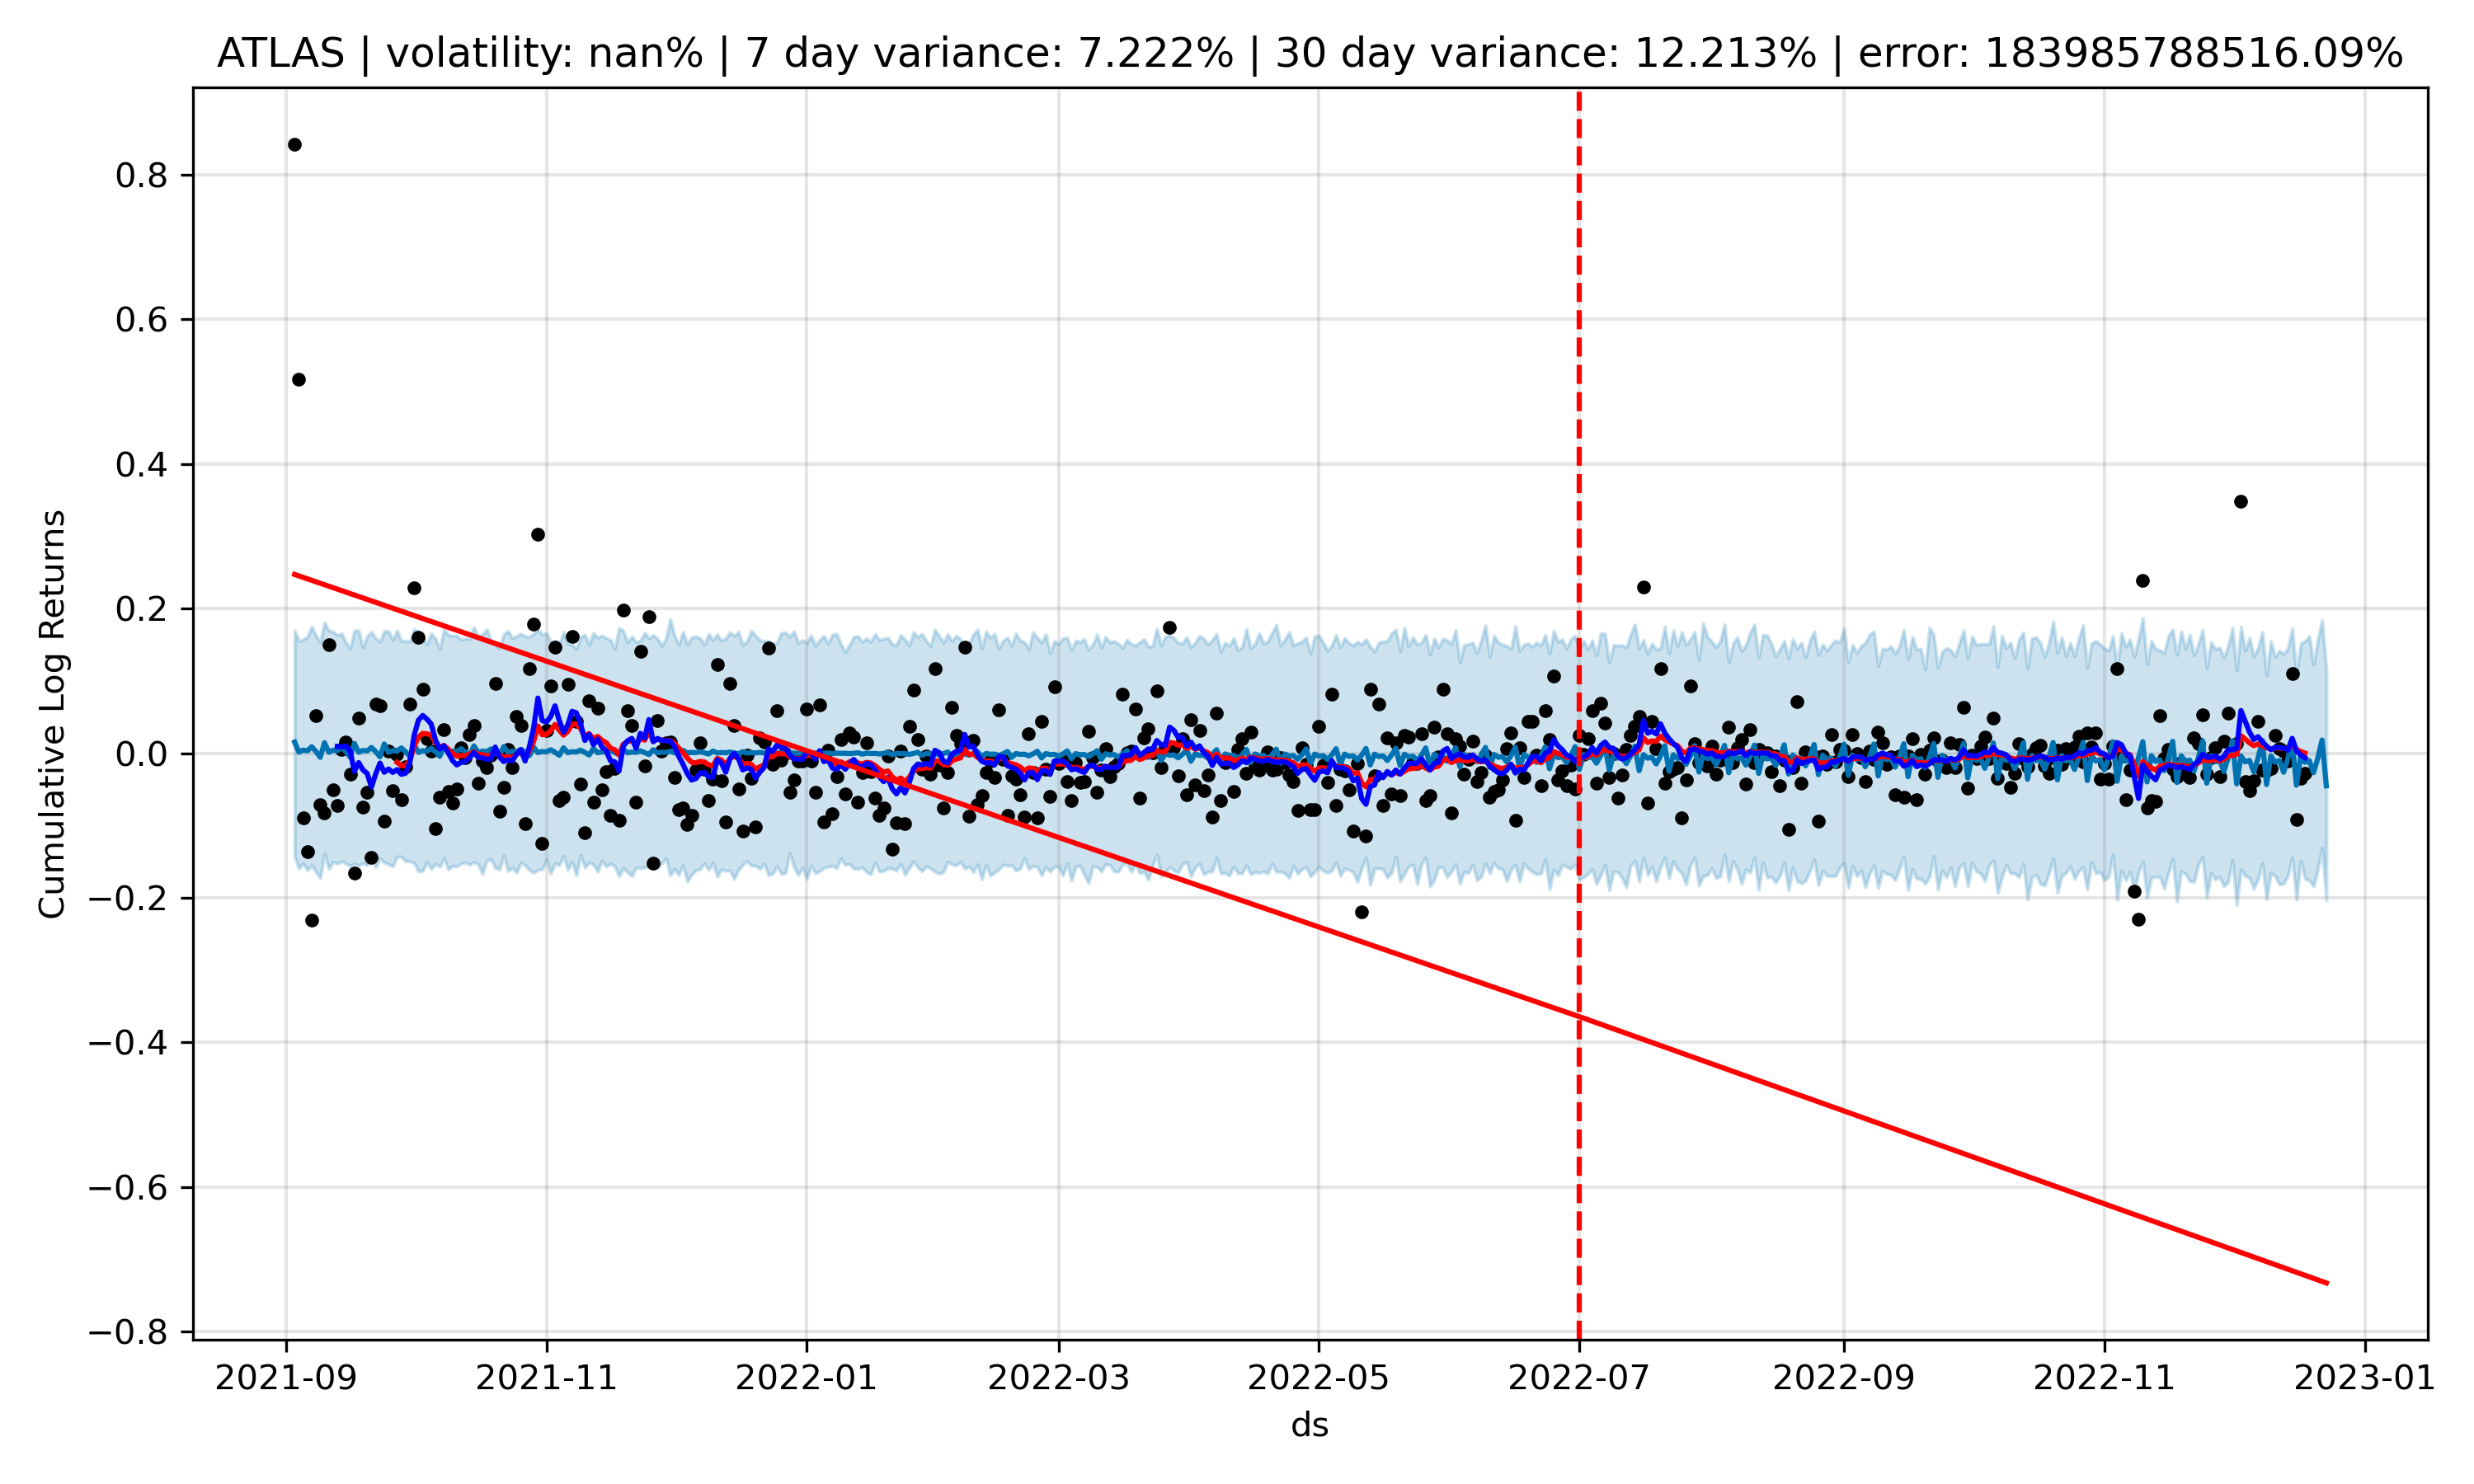 ATLAS | volatility: nan% | 7 day variance: 7.222% | 30 day variance: 12.213% | error: 183985788516.09%
Cumulative Log Returns
0.8
0.6
0.4
0.2
0.0
−0.2
−0.4
−0.6
−0.8
2021-09 2021-11 2022-01 2022-03 2022-05 2022-07 2022-09 2022-11 2023-01
ds